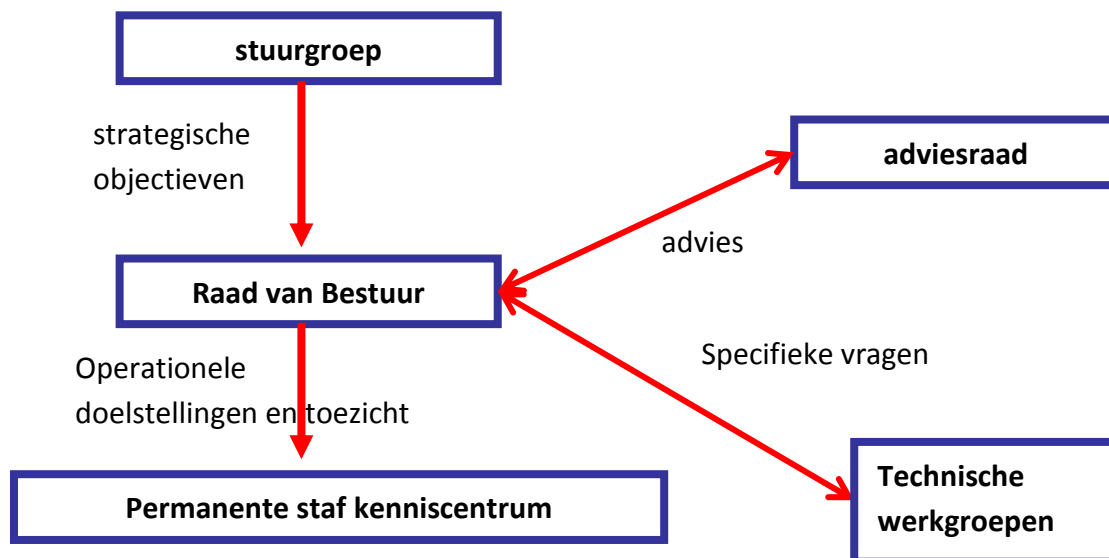 stuurgroep
strategische
objectieven
adviesraad
advies
Raad van Bestuur
Specifieke vragen
Operationele
doelstellingen en toezicht
Technische
werkgroepen
Permanente staf kenniscentrum